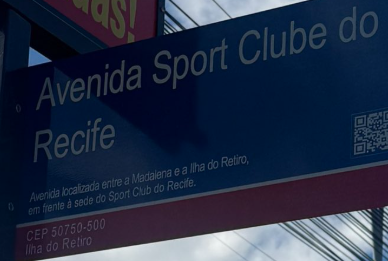 das!
Avenida Sport Clube do
Recife
Avenida localizada entre a Madalena e a Ilha do Retiro,
em frente à sede do Sport Club do Recife.
CEP 50750-500
Ilha do Retiro